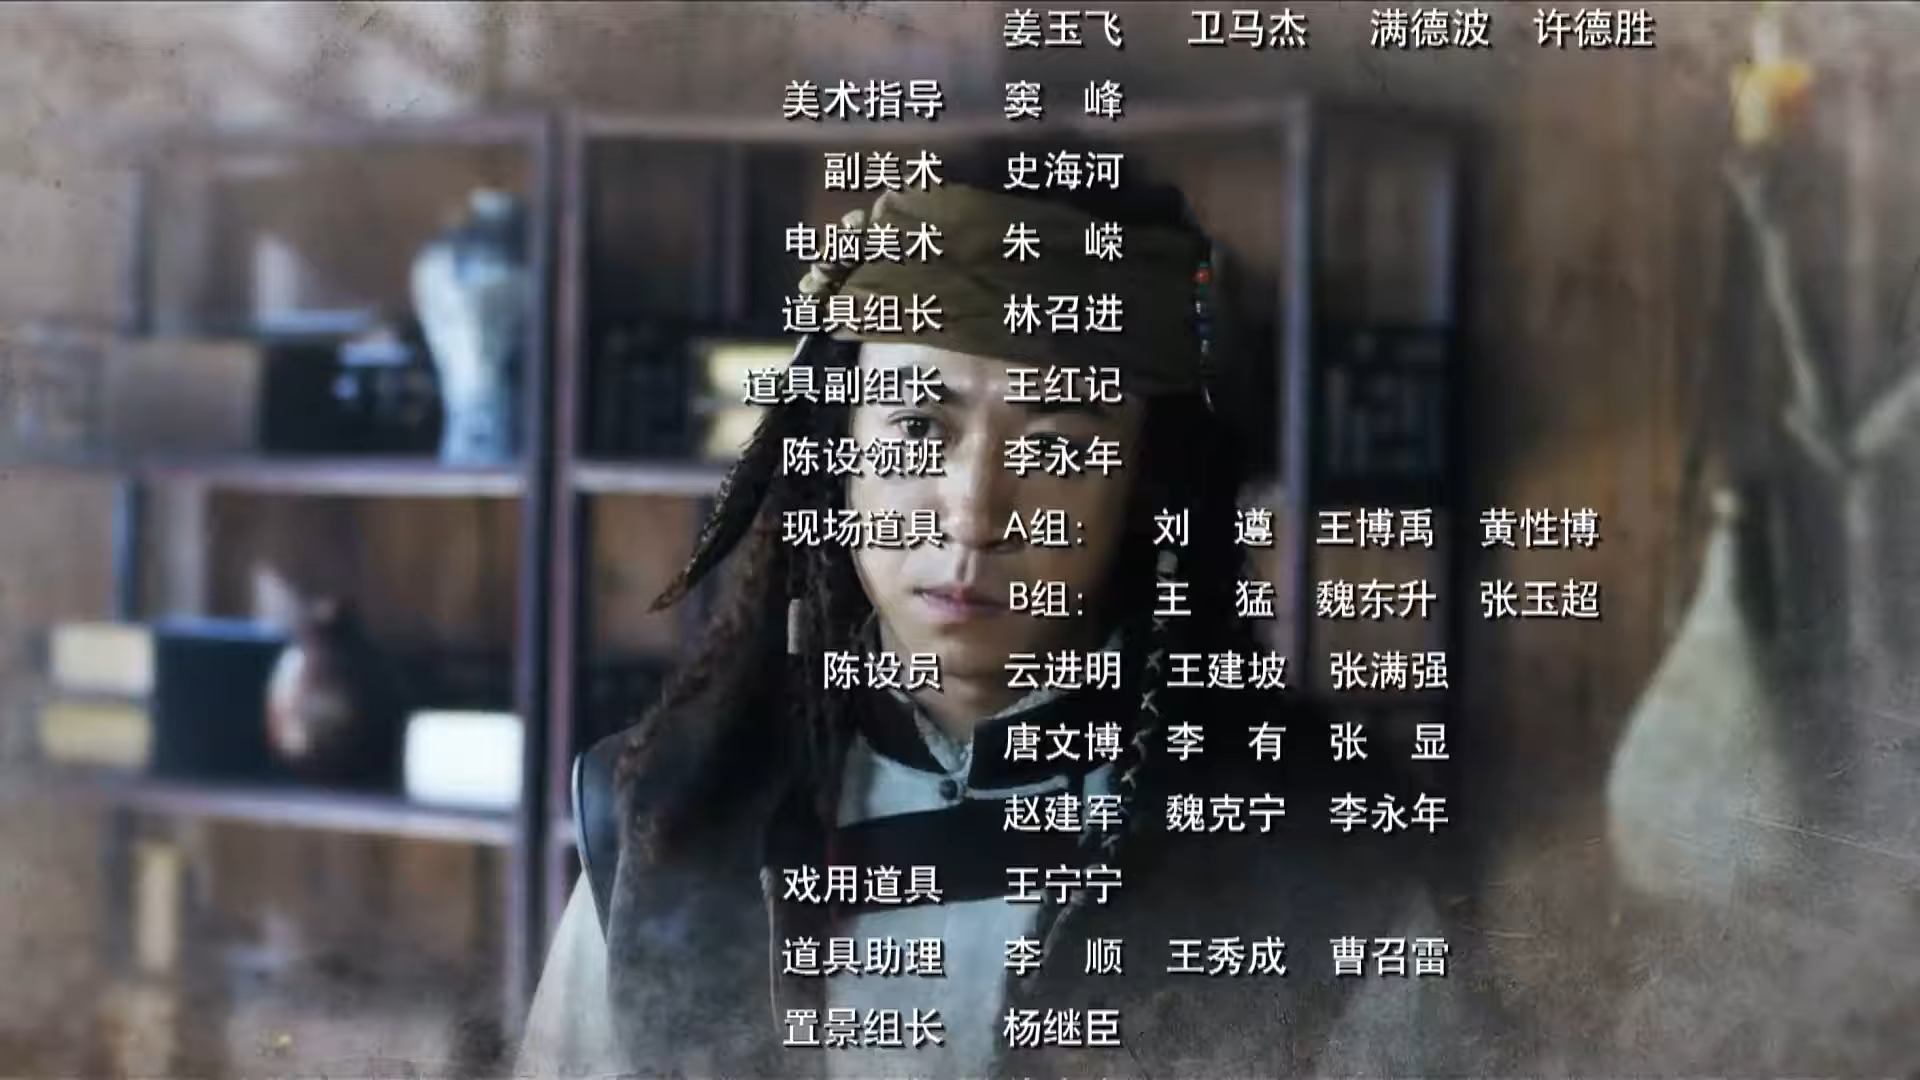 姜玉飞 卫马杰 满德波 许德胜
美术指导 窦 峰
副美术 史海河
电脑美术 朱 嵘
道具组长 林召进
道具副组长 王红记
陈设领班 李永年
现场道具 A组: 刘 遵 王博禹 黄性博
B组: 王 猛 魏东升 张玉超
陈设员 云进明 王建坡 张满强
唐文博 李 有 张 显
赵建军 魏克宁 李永年
戏用道具 王宁宁
道具助理 李 顺 王秀成 曹召雷
置景组长 杨继臣